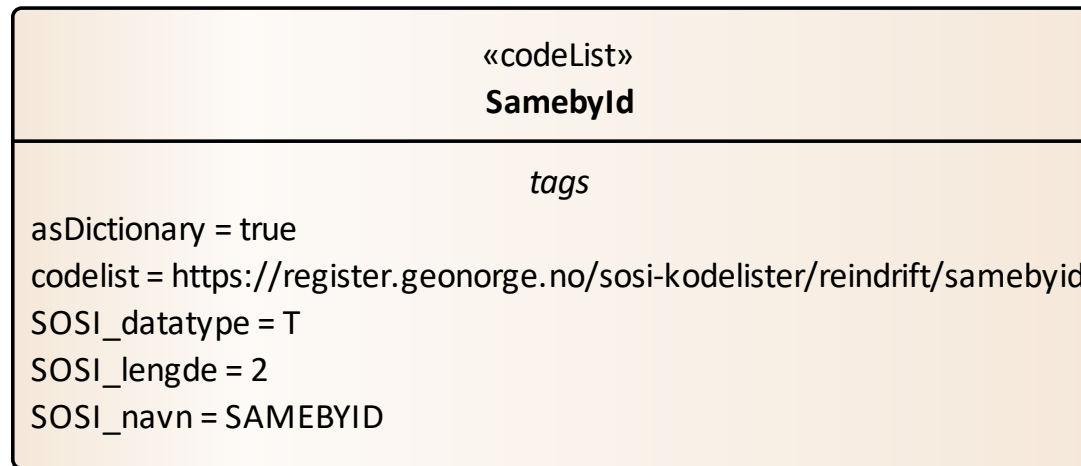 «codeList»
SamebyId
tags
asDictionary = true
codelist = https://register.geonorge.no/sosi-kodelister/reindrift/samebyid
SOSI_datatype = T
SOSI_lengde = 2
SOSI_navn = SAMEBYID